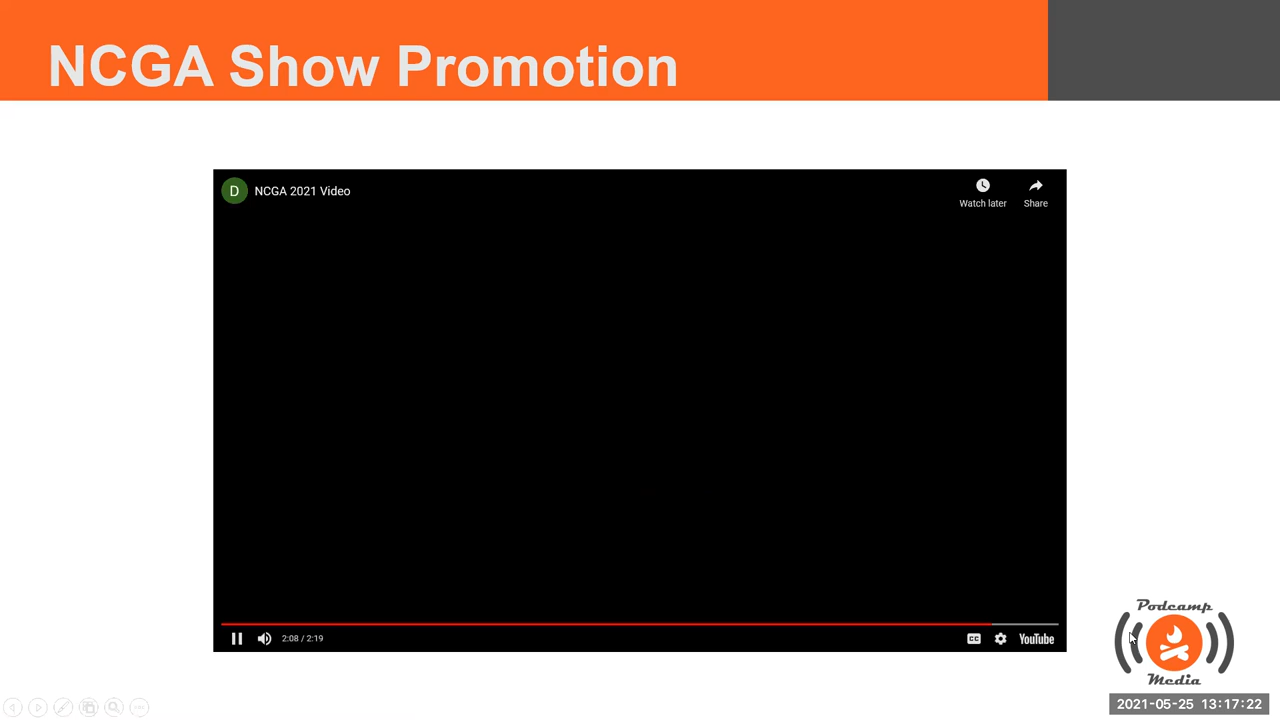 NCGA Show Promotion
D NCGA 2021 Video
Watch later
Share
2:08 / 2:19
CC
YouTube
Podcamp
Media
2021-05-25 13:17:22